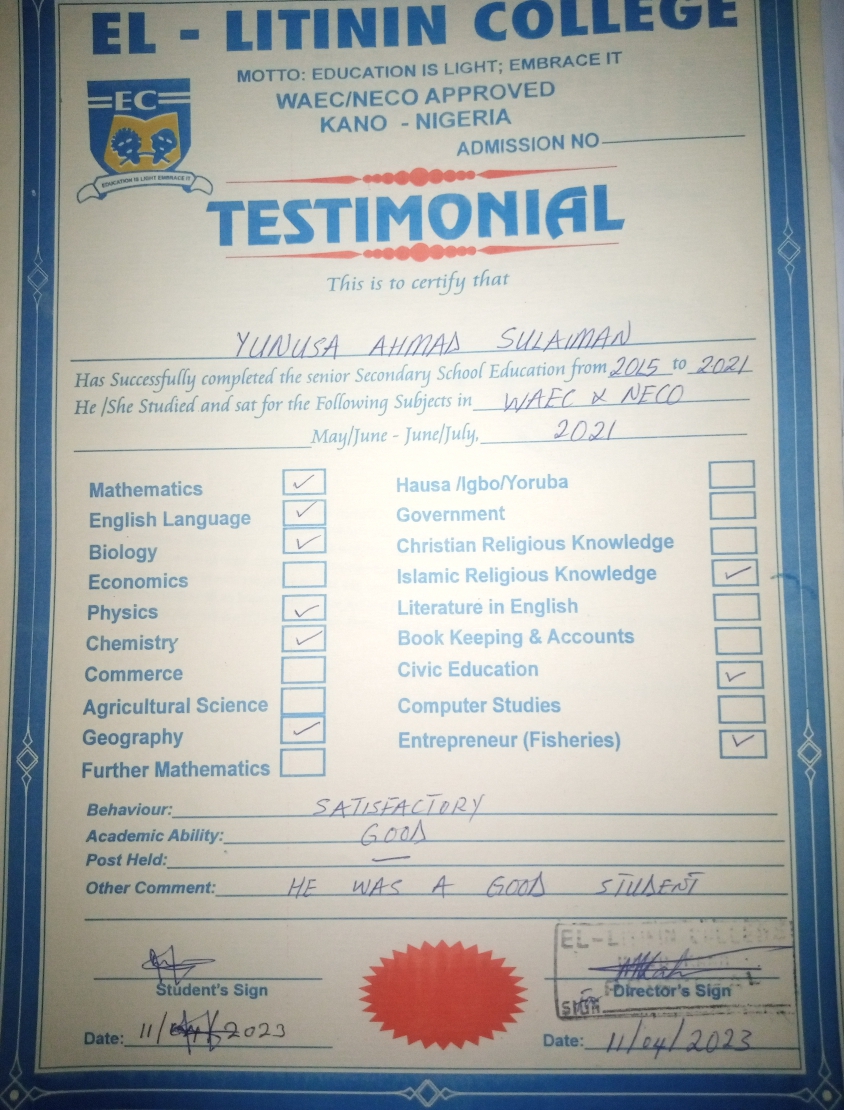 EL - LITININ COLLEGE
MOTTO: EDUCATION IS LIGHT; EMBRACE IT
WAEC/NECO APPROVED
KANO - NIGERIA
ADMISSION NO
EC
EDUCATION IS LIGHT EMBRACE IT
TESTIMONIAL
This is to certify that
YUNUSA AHMAD SULAIMAN
Has Successfully completed the senior Secondary School Education from 2015 to 2021
He /She Studied and sat for the Following Subjects in WAEC & NECO
May/June - June/July, 2021
Mathematics ✓
English Language ✓
Biology ✓
Economics
Physics ✓
Chemistry ✓
Commerce
Agricultural Science
Geography ✓
Further Mathematics
Hausa /Igbo/Yoruba
Government
Christian Religious Knowledge
Islamic Religious Knowledge ✓
Literature in English
Book Keeping & Accounts
Civic Education ✓
Computer Studies
Entrepreneur (Fisheries) ✓
Behaviour: SATISFACTORY
Academic Ability: GOOD
Post Held: —
Other Comment: HE WAS A GOOD STUDENT
Student's Sign
Date: 11/ 2023
EL-LITININ COLLEGE
Director's Sign
SIGN
Date: 11/04/2023